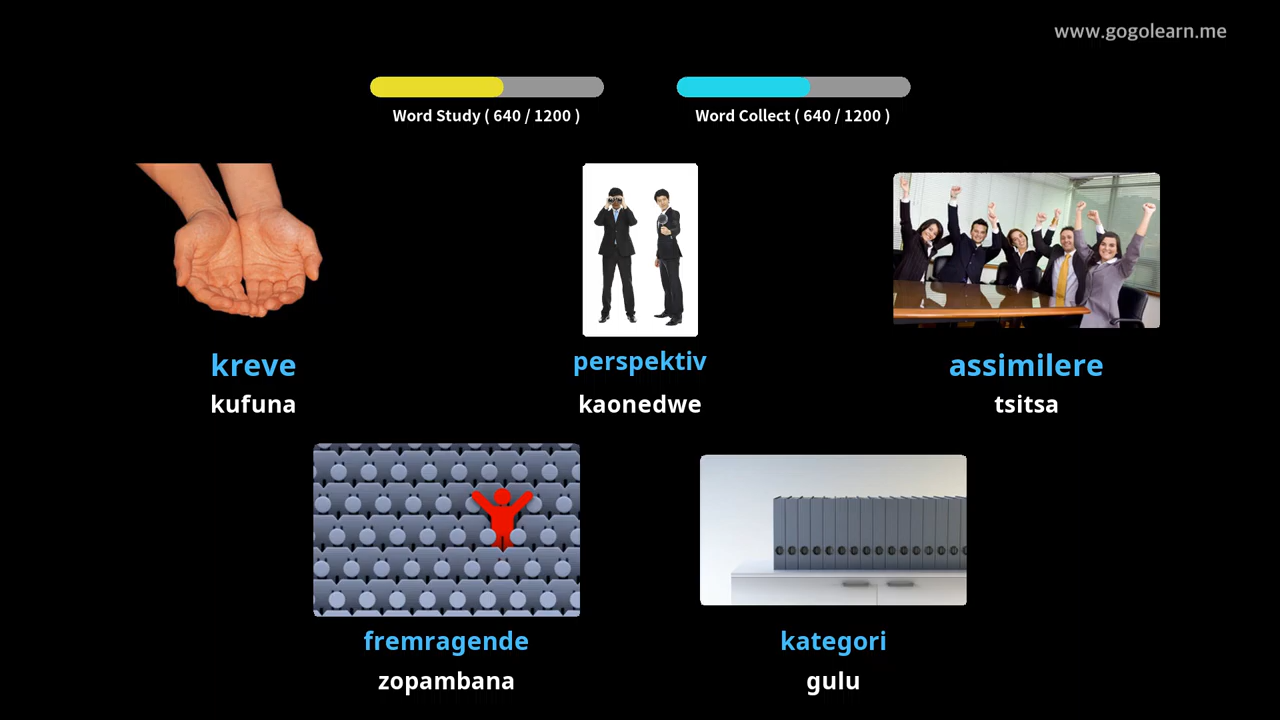 www.gogolearn.me
Word Study ( 640 / 1200 )
Word Collect ( 640 / 1200 )
kreve
kufuna
perspektiv
kaonedwe
assimilere
tsitsa
fremragende
zopambana
kategori
gulu